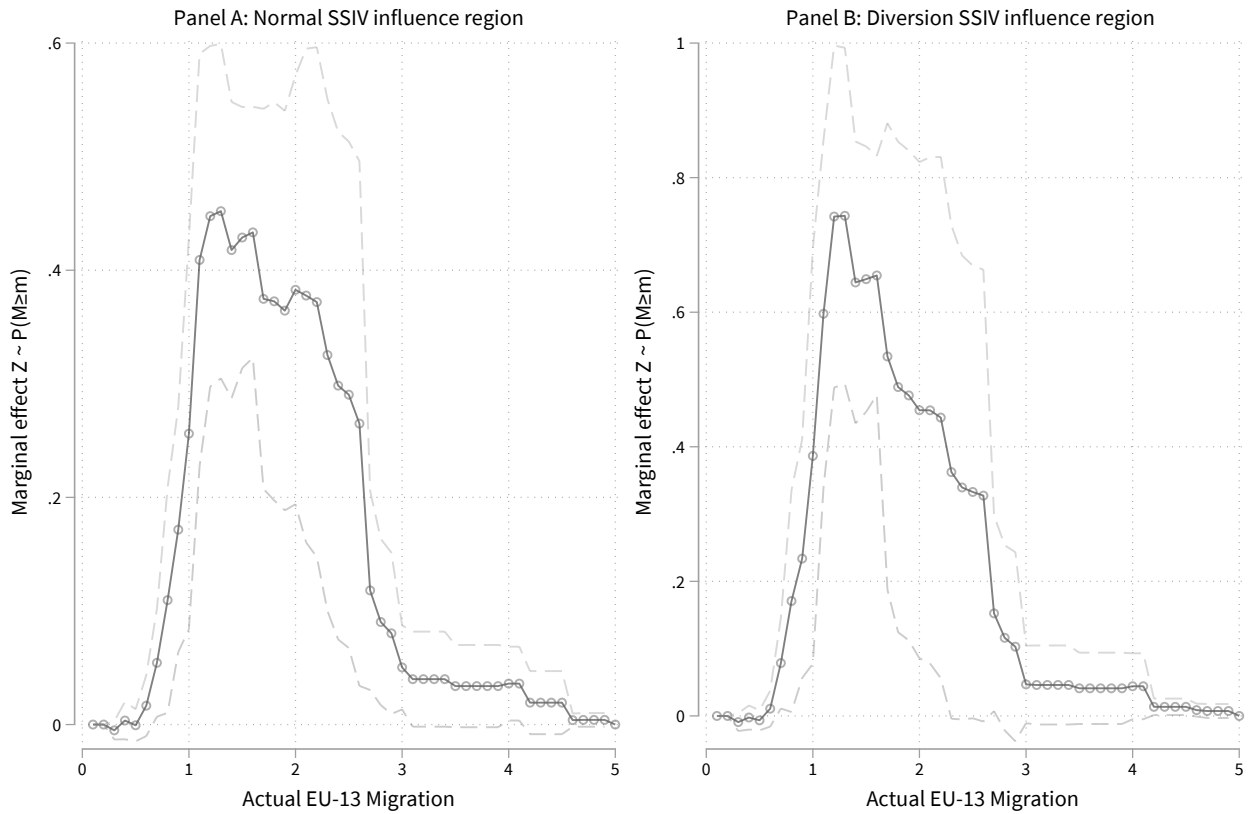 Panel A: Normal SSIV influence region
Marginal effect Z ~ P(M≥m)
.6
.4
.2
0
0 1 2 3 4 5
Actual EU-13 Migration
Panel B: Diversion SSIV influence region
Marginal effect Z ~ P(M≥m)
1
.8
.6
.4
.2
0
0 1 2 3 4 5
Actual EU-13 Migration